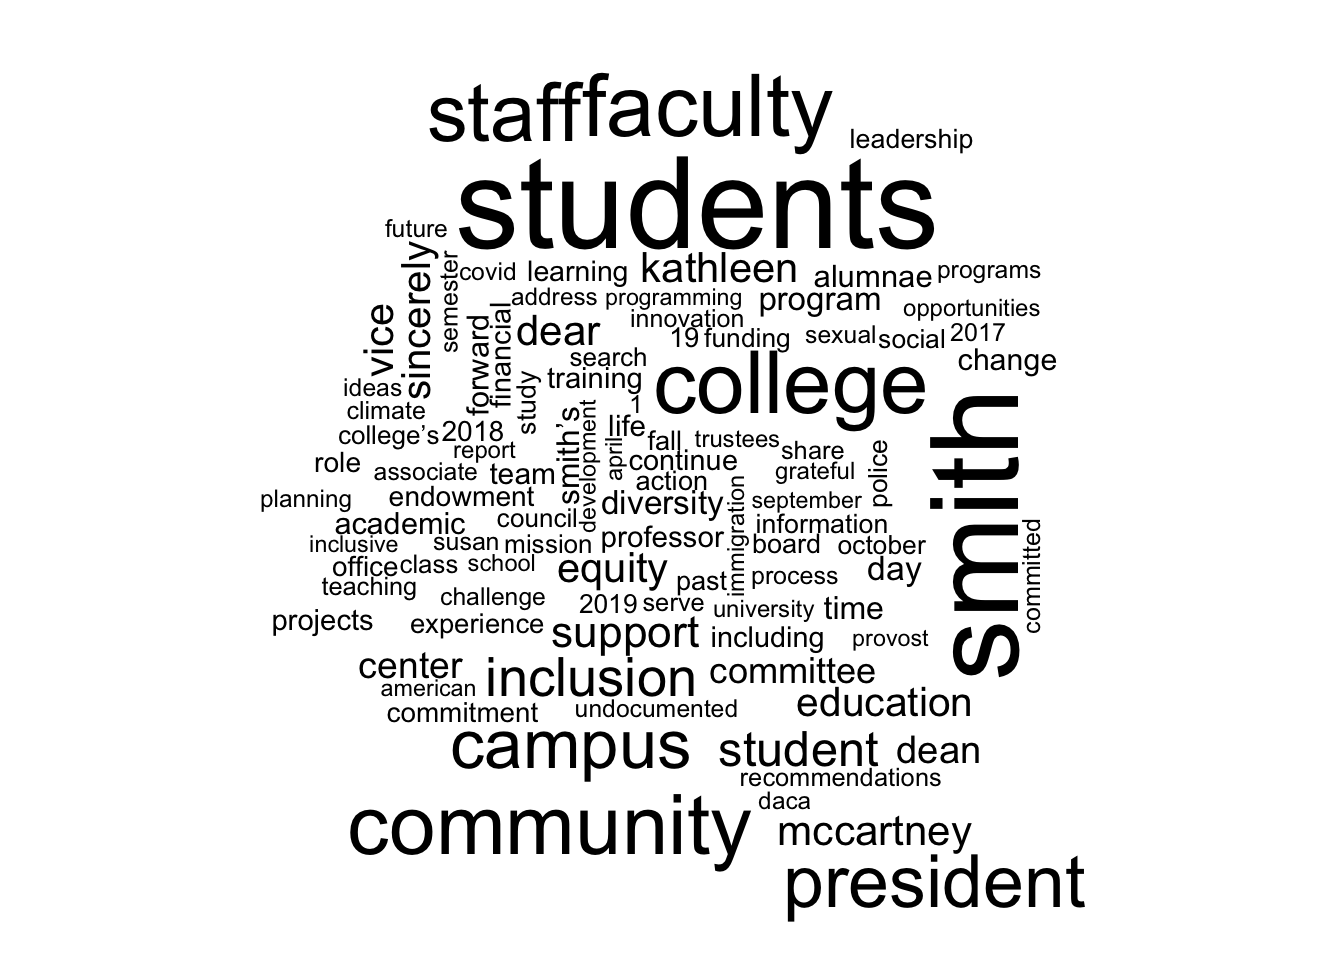 staff faculty
leadership
students
future
sincerely
semester
covid learning kathleen alumnae programs
address programming program opportunities
vice
forward
financial
dear
innovation
19 funding sexual social 2017
search
change
ideas
study
training
college
climate
1
smith
college's 2018
smith's
development
april
life
fall trustees share
report
role associate team
continue
grateful
police
planning endowment
action
diversity
immigration
september
academic council
information
inclusive susan mission professor board october
office class school equity past process day
teaching challenge 2019 serve university time
committed
projects experience support including provost
center inclusion committee
american
commitment undocumented education
campus student dean
recommendations
daca
community mccartney
president